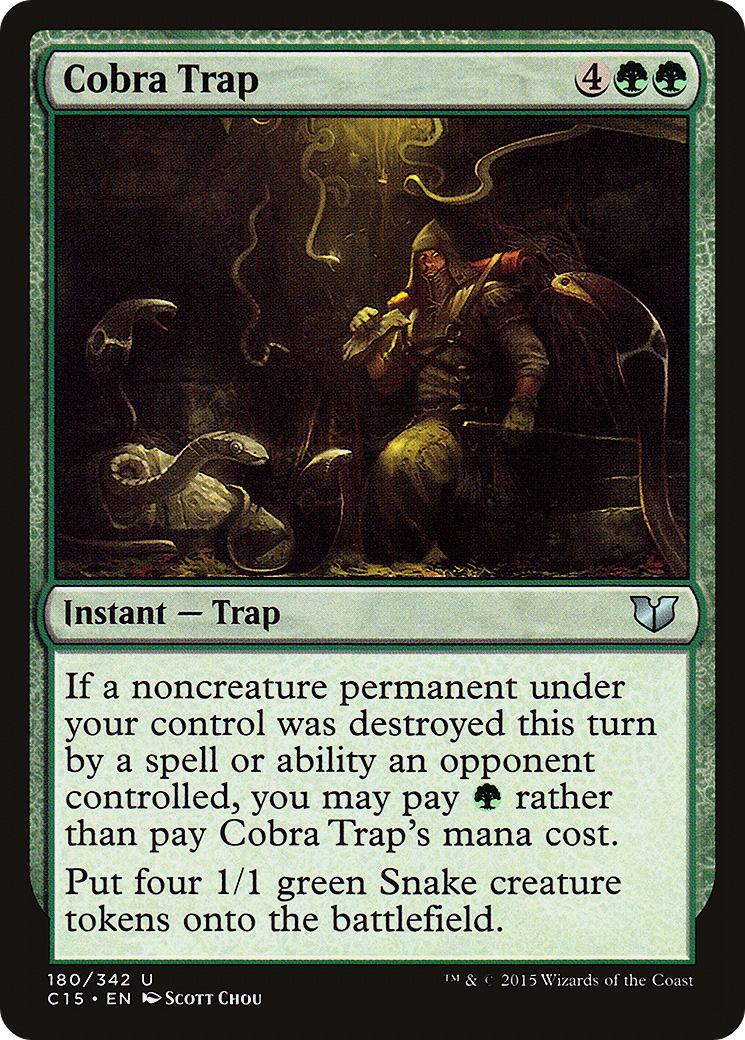 Cobra Trap
4
Instant — Trap
If a noncreature permanent under
your control was destroyed this turn
by a spell or ability an opponent
controlled, you may pay rather
than pay Cobra Trap's mana cost.
Put four 1/1 green Snake creature
tokens onto the battlefield.
180/342 U
™ & © 2015 Wizards of the Coast
C15 • EN Scott Chou